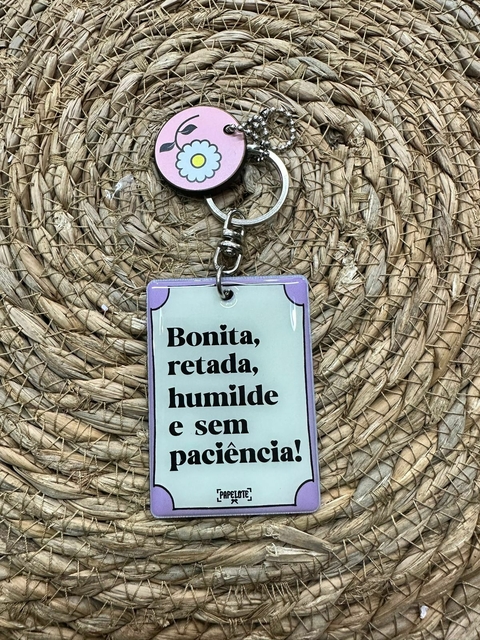 Bonita,
retada,
humilde
e sem
paciência!
PAPELOTE